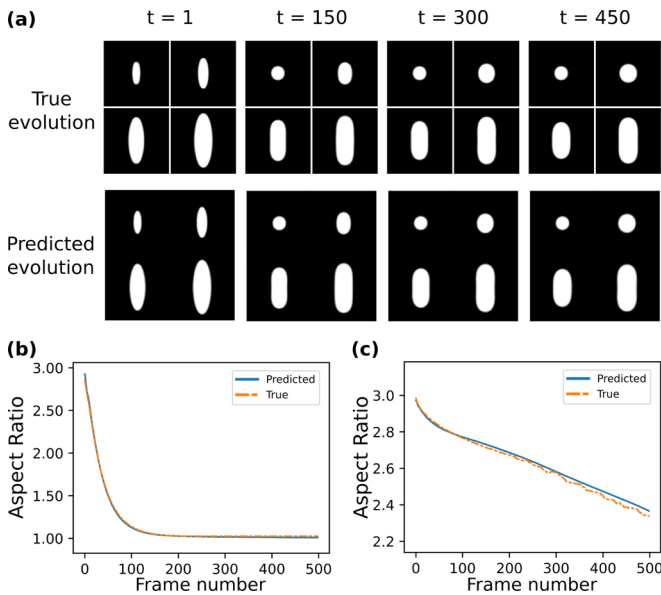 (a)
t = 1 t = 150 t = 300 t = 450
True
evolution
Predicted
evolution
(b)
3.00
2.50
2.00
1.50
1.00
Aspect Ratio
Predicted
True
0 100 200 300 400 500
Frame number
(c)
3.0
2.8
2.6
2.4
2.2
Aspect Ratio
Predicted
True
0 100 200 300 400 500
Frame number